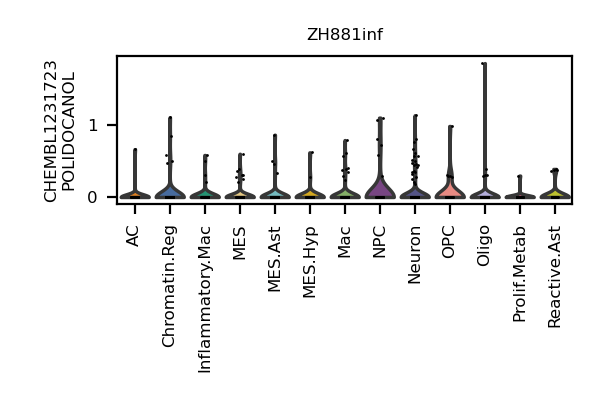 ZH881inf
CHEMBL1231723
POLIDOCANOL
1
0
AC
Chromatin.Reg
Inflammatory.Mac
MES
MES.Ast
MES.Hyp
Mac
NPC
Neuron
OPC
Oligo
Prolif.Metab
Reactive.Ast